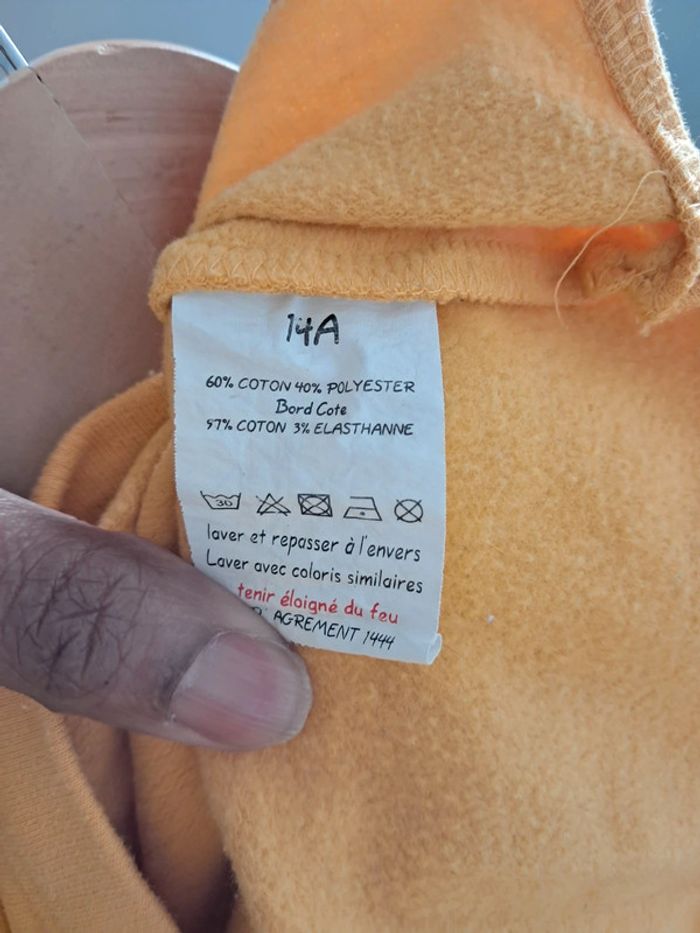 14A
60% COTON 40% POLYESTER
Bord Cote
97% COTON 3% ELASTHANNE
30
laver et repasser à l'envers
Laver avec coloris similaires
tenir éloigné du feu
AGREMENT 1444